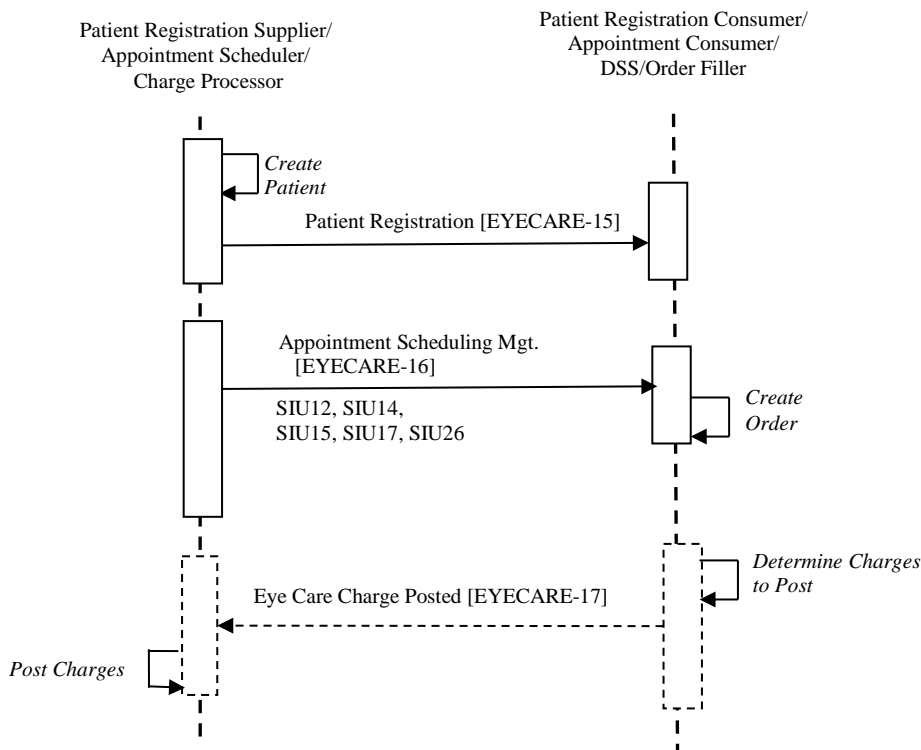 Patient Registration Supplier/
Appointment Scheduler/
Charge Processor
Patient Registration Consumer/
Appointment Consumer/
DSS/Order Filler
Create
Patient
Patient Registration [EYECARE-15]
Appointment Scheduling Mgt.
[EYECARE-16]
SIU12, SIU14,
SIU15, SIU17, SIU26
Create
Order
Determine Charges
to Post
Eye Care Charge Posted [EYECARE-17]
Post Charges